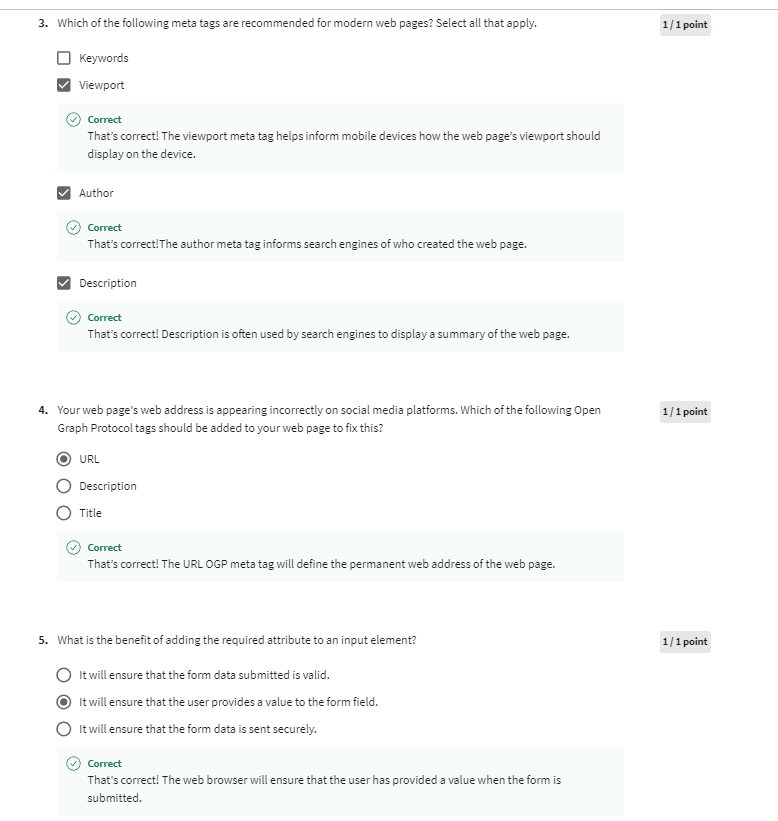 3. Which of the following meta tags are recommended for modern web pages? Select all that apply.
1 / 1 point
Keywords
Viewport
Correct
That's correct! The viewport meta tag helps inform mobile devices how the web page's viewport should
display on the device.
Author
Correct
That's correct!The author meta tag informs search engines of who created the web page.
Description
Correct
That's correct! Description is often used by search engines to display a summary of the web page.
4. Your web page's web address is appearing incorrectly on social media platforms. Which of the following Open
Graph Protocol tags should be added to your web page to fix this?
1 / 1 point
URL
Description
Title
Correct
That's correct! The URL OGP meta tag will define the permanent web address of the web page.
5. What is the benefit of adding the required attribute to an input element?
1 / 1 point
It will ensure that the form data submitted is valid.
It will ensure that the user provides a value to the form field.
It will ensure that the form data is sent securely.
Correct
That's correct! The web browser will ensure that the user has provided a value when the form is
submitted.